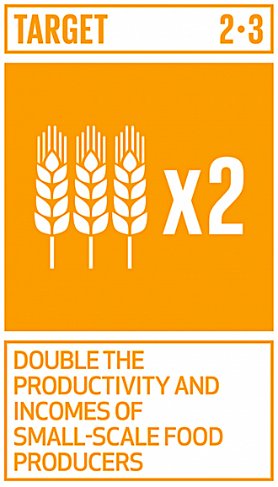 TARGET 2·3
x2
DOUBLE THE
PRODUCTIVITY AND
INCOMES OF
SMALL-SCALE FOOD
PRODUCERS